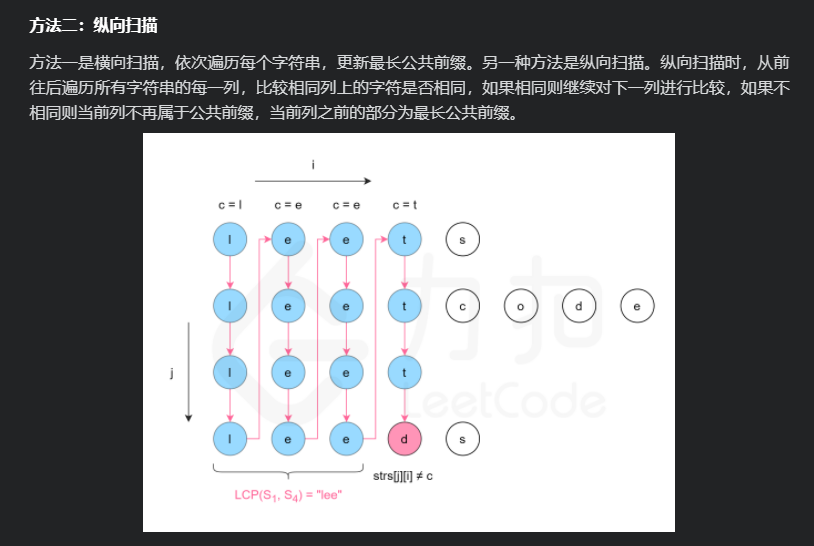 方法二：纵向扫描
方法一是横向扫描，依次遍历每个字符串，更新最长公共前缀。另一种方法是纵向扫描。纵向扫描时，从前
往后遍历所有字符串的每一列，比较相同列上的字符是否相同，如果相同则继续对下一列进行比较，如果不
相同则当前列不再属于公共前缀，当前列之前的部分为最长公共前缀。
i
c = l c = e c = e c = t
l e e t s
l e e t c o d e
j
l e e t
l e e d s
strs[j][i] ≠ c
LCP(S₁, S₄) = "lee"
力扣
LeetCode